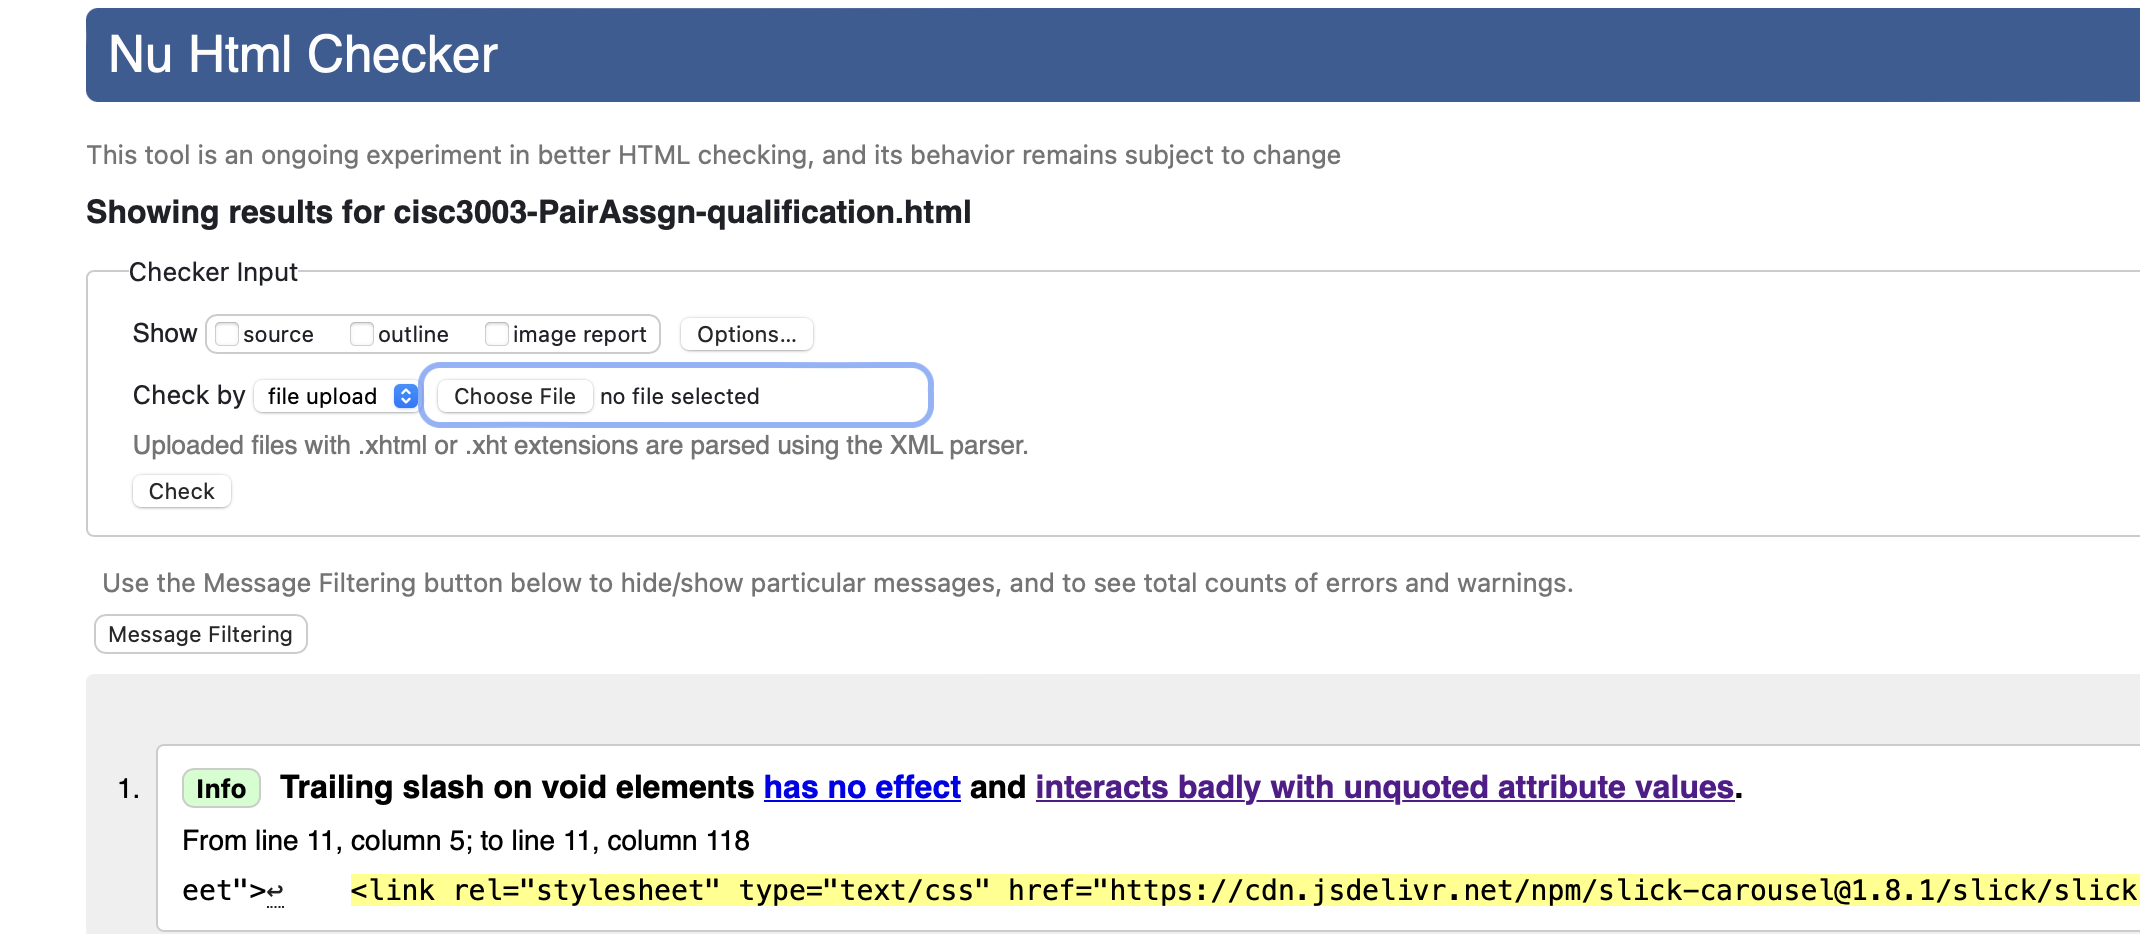 Nu Html Checker
This tool is an ongoing experiment in better HTML checking, and its behavior remains subject to change
Showing results for cisc3003-PairAssgn-qualification.html
Checker Input
Show source outline image report Options...
Check by file upload Choose File no file selected
Uploaded files with .xhtml or .xht extensions are parsed using the XML parser.
Check
Use the Message Filtering button below to hide/show particular messages, and to see total counts of errors and warnings.
Message Filtering
1. Info Trailing slash on void elements has no effect and interacts badly with unquoted attribute values.
From line 11, column 5; to line 11, column 118
eet">↩ <link rel="stylesheet" type="text/css" href="https://cdn.jsdelivr.net/npm/slick-carousel@1.8.1/slick/slick